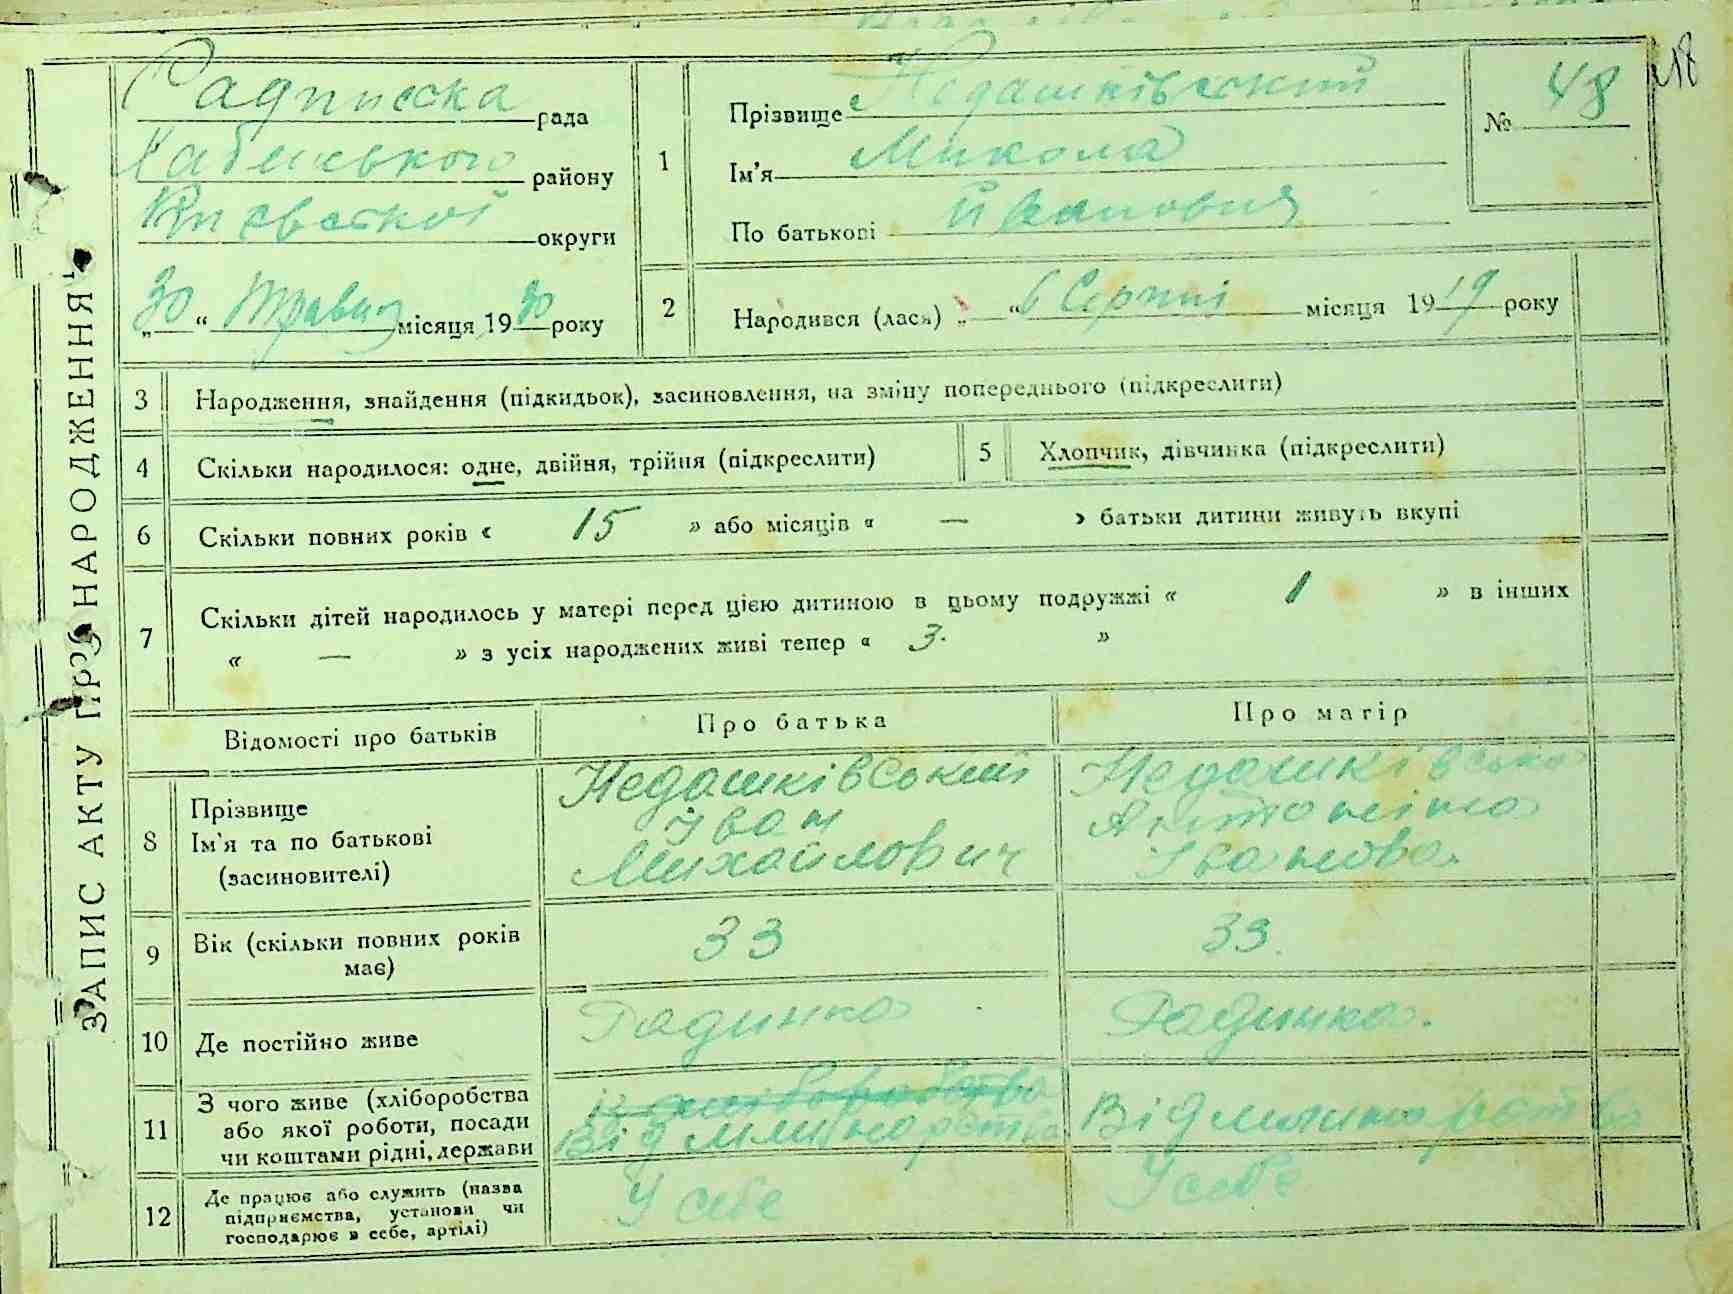 ЗАПИС АКТУ ПРО НАРОДЖЕННЯ
рада
району
Київської округи
„30“ Травня місяця 1930 року
1
Прізвище Недашківський
Ім'я Микола
По батькові Йванович
№ 48
2
Народився (лася) „ “ 6 Серпні місяця 1919 року
3
Народження, знайдення (підкидьок), засиновлення, на зміну попереднього (підкреслити)
4
Скільки народилося: одне, двійня, трійня (підкреслити)
5
Хлопчик, дівчинка (підкреслити)
6
Скільки повних років « 15 » або місяців « — » батьки дитини живуть вкупі
7
Скільки дітей народилось у матері перед цією дитиною в цьому подружжі « 1 » в інших
« — » з усіх народжених живі тепер « 3. »
Відомості про батьків
Про батька
Про матір
8
Прізвище
Ім'я та по батькові
(засиновителі)
Недашківський
Іван
Михайлович
Недашківська
Антоніна
Іванова.
9
Вік (скільки повних років
має)
33
33.
10
Де постійно живе
Радинка
Радинка.
11
З чого живе (хліборобства
або якої роботи, посади
чи коштами рідні, держави
Від млинарства
Від млинарства
12
Де працює або служить (назва
підприємства, установи чи
господарює в себе, артілі)
У себе
У себе